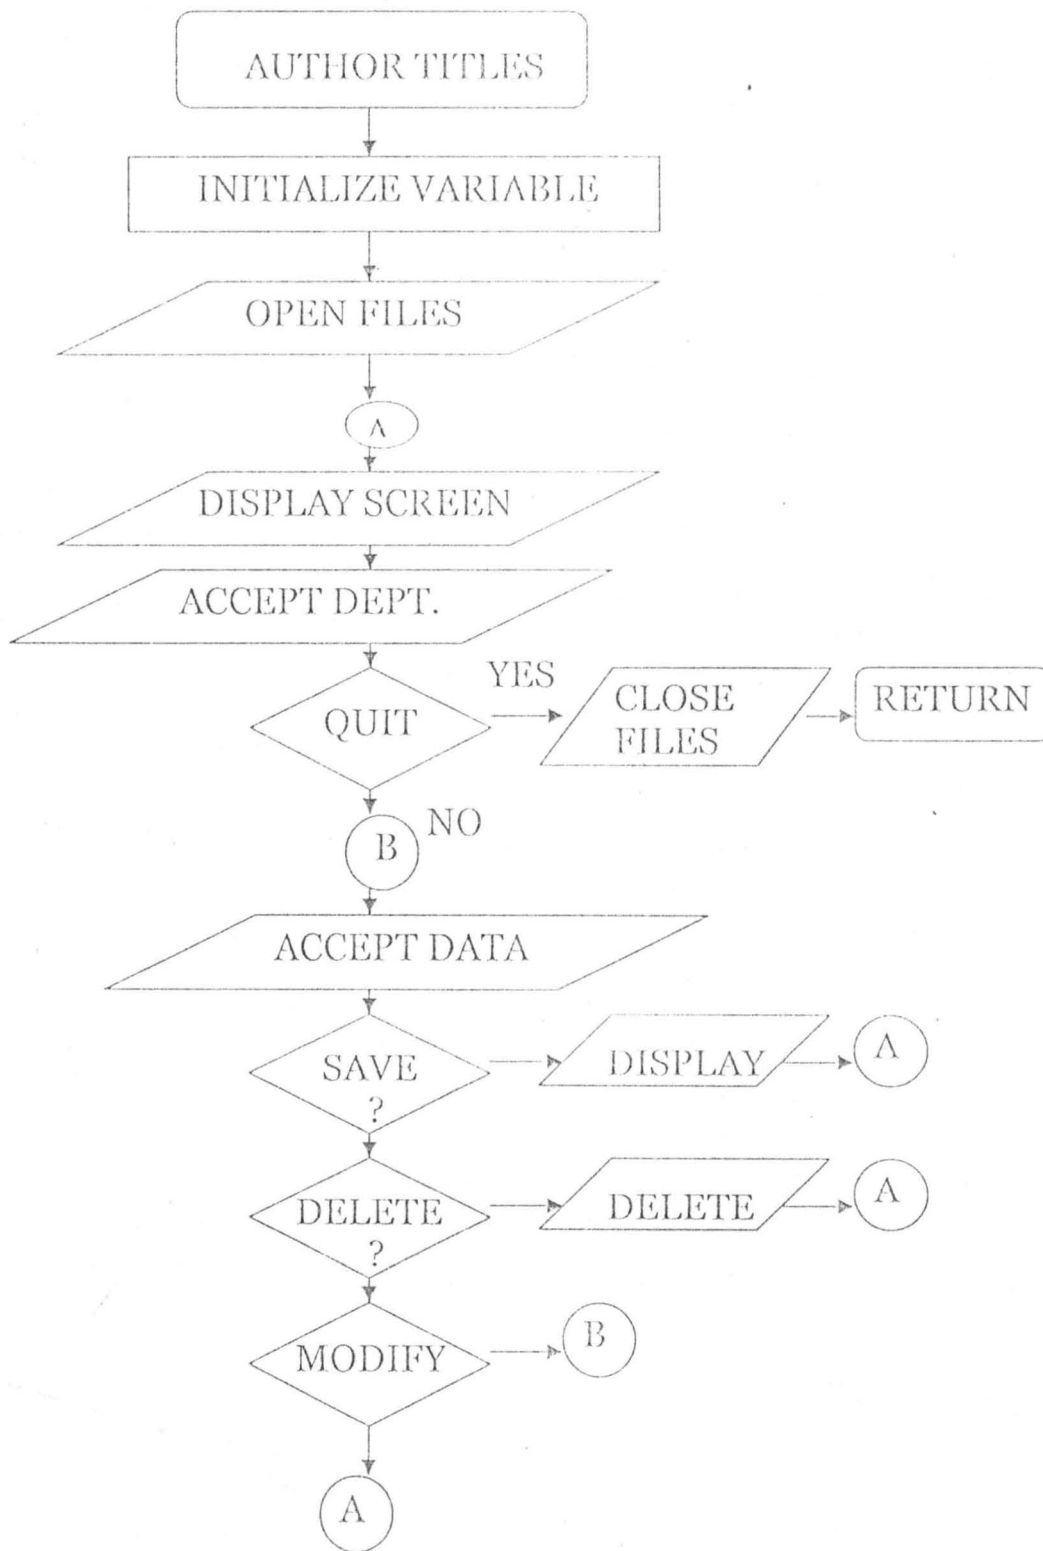 AUTHOR TITLES
INITIALIZE VARIABLE
OPEN FILES
A
DISPLAY SCREEN
ACCEPT DEPT.
QUIT
YES
CLOSE
FILES
RETURN
NO
B
ACCEPT DATA
SAVE
?
DISPLAY
A
DELETE
?
DELETE
A
MODIFY
B
A